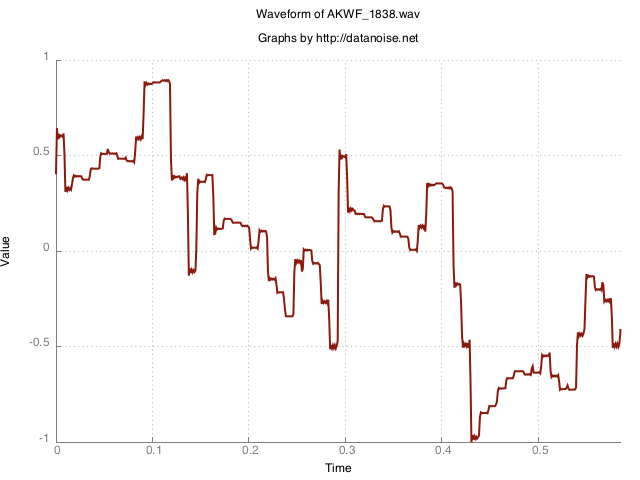 Waveform of AKWF_1838.wav
Graphs by http://datanoise.net
1
0.5
0
-0.5
-1
Value
0 0.1 0.2 0.3 0.4 0.5
Time